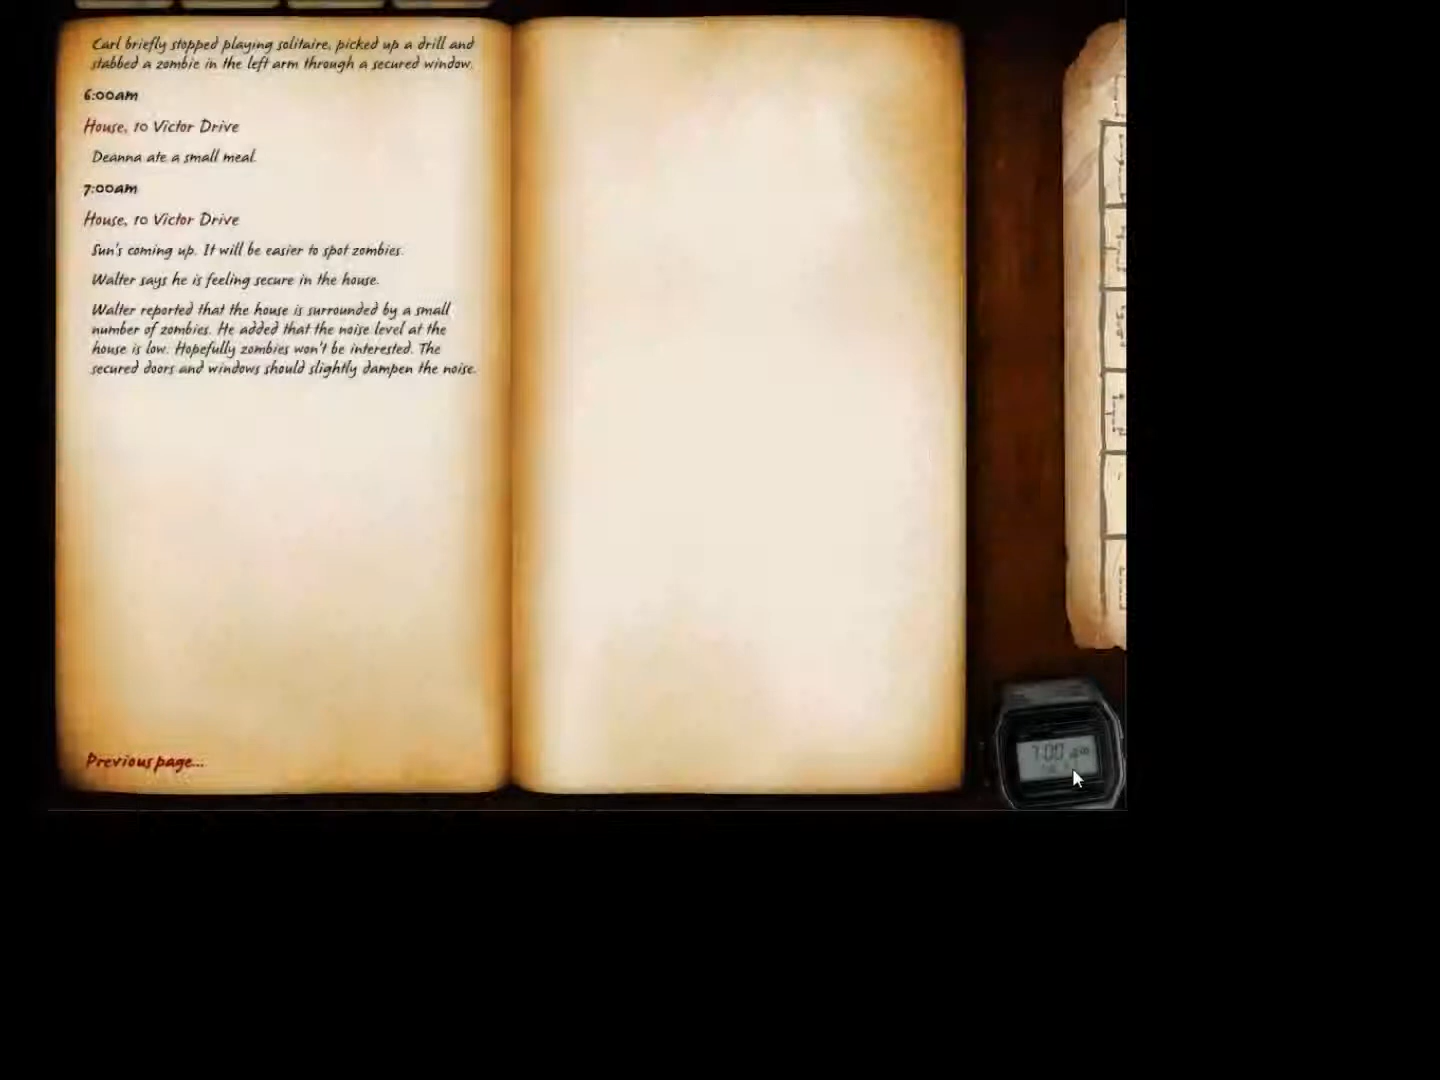 Carl briefly stopped playing solitaire, picked up a drill and
stabbed a zombie in the left arm through a secured window.
6:00am
House, 10 Victor Drive
Deanna ate a small meal.
7:00am
House, 10 Victor Drive
Sun's coming up. It will be easier to spot zombies.
Walter says he is feeling secure in the house.
Walter reported that the house is surrounded by a small
number of zombies. He added that the noise level at the
house is low. Hopefully zombies won't be interested. The
secured doors and windows should slightly dampen the noise.
Previous page...
7:00